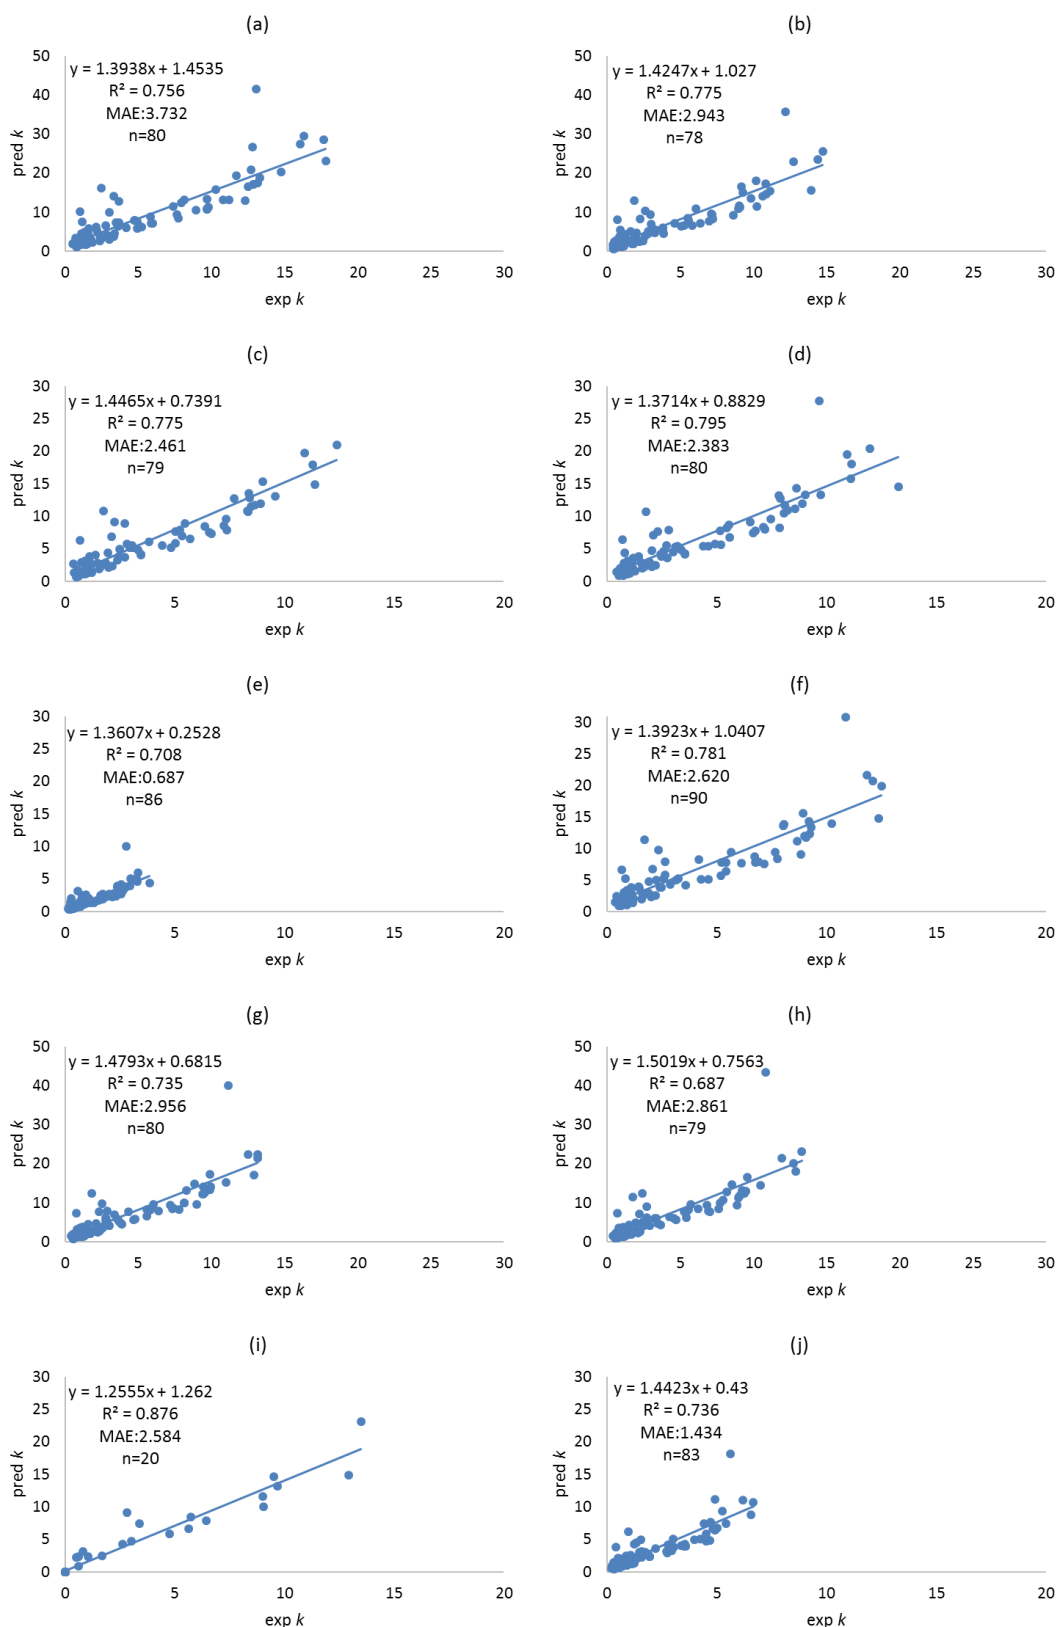 (a)
y = 1.3938x + 1.4535
R² = 0.756
MAE:3.732
n=80
50
40
30
20
10
0
pred k
0 5 10 15 20 25 30
exp k
(b)
y = 1.4247x + 1.027
R² = 0.775
MAE:2.943
n=78
50
40
30
20
10
0
pred k
0 5 10 15 20 25 30
exp k
(c)
y = 1.4465x + 0.7391
R² = 0.775
MAE:2.461
n=79
30
25
20
15
10
5
0
pred k
0 5 10 15 20
exp k
(d)
y = 1.3714x + 0.8829
R² = 0.795
MAE:2.383
n=80
30
25
20
15
10
5
0
pred k
0 5 10 15 20
exp k
(e)
y = 1.3607x + 0.2528
R² = 0.708
MAE:0.687
n=86
30
25
20
15
10
5
0
pred k
0 5 10 15 20
exp k
(f)
y = 1.3923x + 1.0407
R² = 0.781
MAE:2.620
n=90
30
25
20
15
10
5
0
pred k
0 5 10 15 20
exp k
(g)
y = 1.4793x + 0.6815
R² = 0.735
MAE:2.956
n=80
50
40
30
20
10
0
pred k
0 5 10 15 20 25 30
exp k
(h)
y = 1.5019x + 0.7563
R² = 0.687
MAE:2.861
n=79
50
40
30
20
10
0
pred k
0 5 10 15 20 25 30
exp k
(i)
y = 1.2555x + 1.262
R² = 0.876
MAE:2.584
n=20
30
25
20
15
10
5
0
pred k
0 5 10 15 20
exp k
(j)
y = 1.4423x + 0.43
R² = 0.736
MAE:1.434
n=83
30
25
20
15
10
5
0
pred k
0 5 10 15 20
exp k